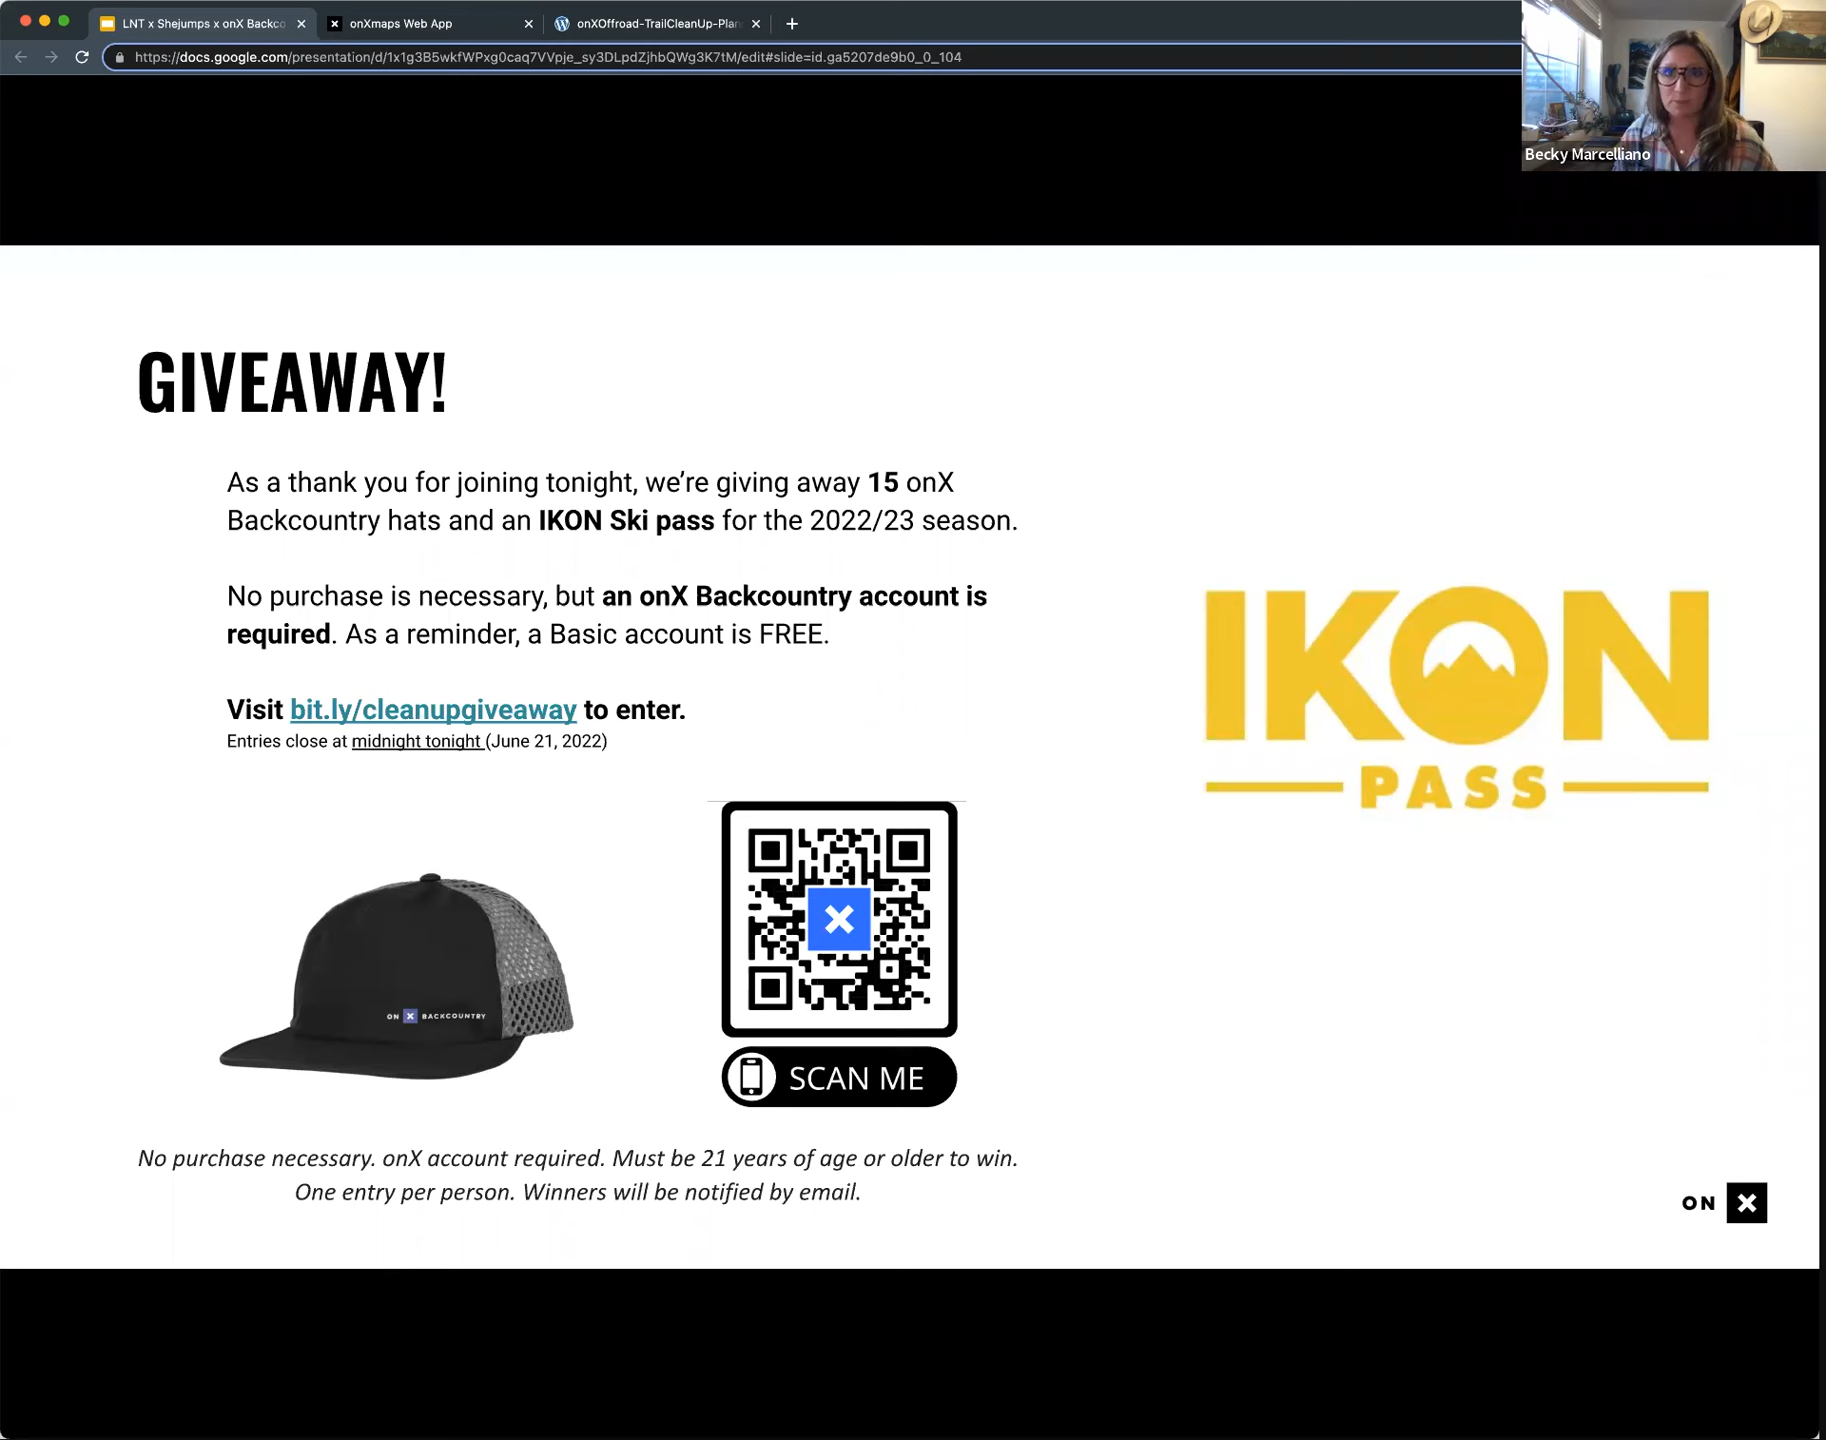 LNT x Shejumps x onX Backco
onXmaps Web App
onXOffroad-TrailCleanUp-Plan
https://docs.google.com/presentation/d/1x1g3B5wkfWPxg0caq7VVpje_sy3DLpdZjhbQWg3K7tM/edit#slide=id.ga5207de9b0_0_104
Becky Marcelliano
GIVEAWAY!
As a thank you for joining tonight, we’re giving away 15 onX
Backcountry hats and an IKON Ski pass for the 2022/23 season.
No purchase is necessary, but an onX Backcountry account is
required. As a reminder, a Basic account is FREE.
Visit bit.ly/cleanupgiveaway to enter.
Entries close at midnight tonight (June 21, 2022)
IKON
PASS
ON X BACKCOUNTRY
SCAN ME
No purchase necessary. onX account required. Must be 21 years of age or older to win.
One entry per person. Winners will be notified by email.
ON X